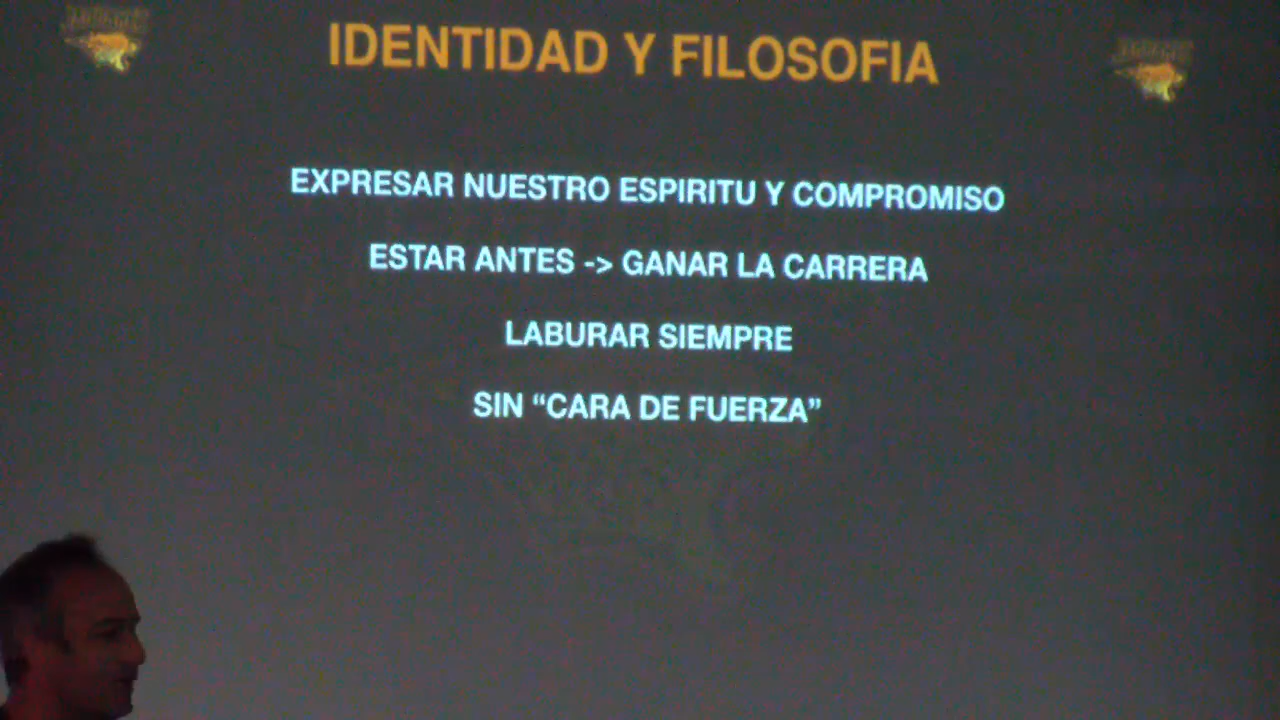 IDENTIDAD Y FILOSOFIA
EXPRESAR NUESTRO ESPIRITU Y COMPROMISO
ESTAR ANTES -> GANAR LA CARRERA
LABURAR SIEMPRE
SIN “CARA DE FUERZA”